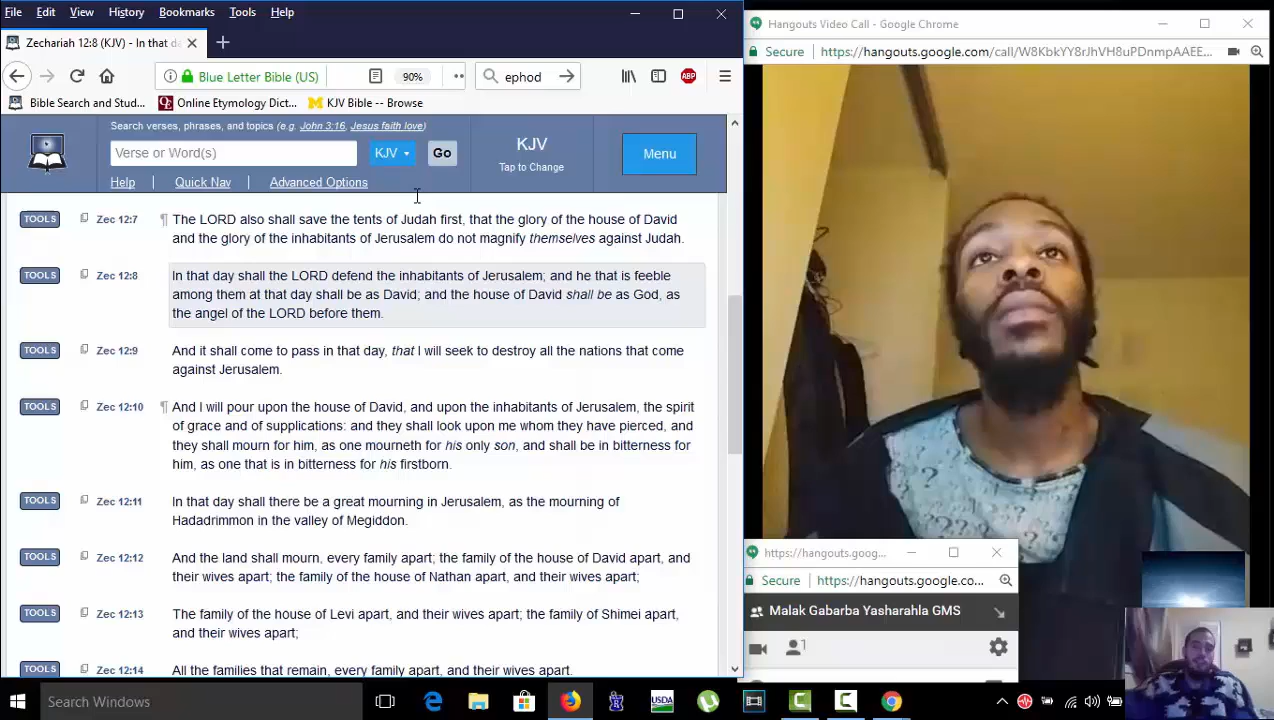 File Edit View History Bookmarks Tools Help
Zechariah 12:8 (KJV) - In that da
Blue Letter Bible (US) 90% ephod
Bible Search and Stud... Online Etymology Dict... KJV Bible -- Browse
Search verses, phrases, and topics (e.g. John 3:16, Jesus faith love)
Verse or Word(s) KJV Go
KJV
Tap to Change
Menu
Help | Quick Nav | Advanced Options
TOOLS Zec 12:7 ¶ The LORD also shall save the tents of Judah first, that the glory of the house of David
and the glory of the inhabitants of Jerusalem do not magnify themselves against Judah.
TOOLS Zec 12:8 In that day shall the LORD defend the inhabitants of Jerusalem; and he that is feeble
among them at that day shall be as David; and the house of David shall be as God, as
the angel of the LORD before them.
TOOLS Zec 12:9 And it shall come to pass in that day, that I will seek to destroy all the nations that come
against Jerusalem.
TOOLS Zec 12:10 ¶ And I will pour upon the house of David, and upon the inhabitants of Jerusalem, the spirit
of grace and of supplications: and they shall look upon me whom they have pierced, and
they shall mourn for him, as one mourneth for his only son, and shall be in bitterness for
him, as one that is in bitterness for his firstborn.
TOOLS Zec 12:11 In that day shall there be a great mourning in Jerusalem, as the mourning of
Hadadrimmon in the valley of Megiddon.
TOOLS Zec 12:12 And the land shall mourn, every family apart; the family of the house of David apart, and
their wives apart; the family of the house of Nathan apart, and their wives apart;
TOOLS Zec 12:13 The family of the house of Levi apart, and their wives apart; the family of Shimei apart,
and their wives apart;
TOOLS Zec 12:14 All the families that remain, every family apart, and their wives apart.
Hangouts Video Call - Google Chrome
Secure https://hangouts.google.com/call/W8KbkYY8rJhVH8uPDnmpAAEE...
https://hangouts.goog...
Secure https://hangouts.google.co...
Malak Gabarba Yasharahla GMS
1
Search Windows
USDA